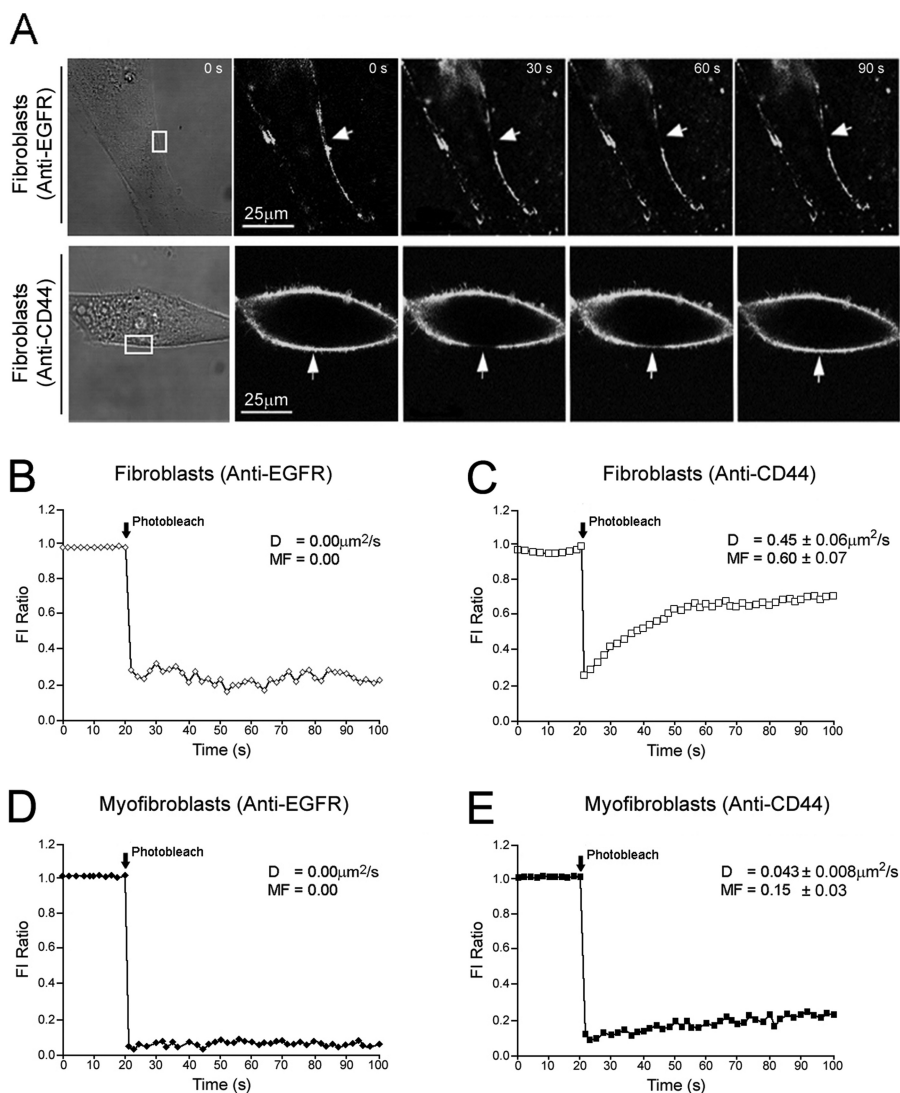 A
Fibroblasts
(Anti-EGFR)
0 s
0 s
30 s
60 s
90 s
25μm
Fibroblasts
(Anti-CD44)
25μm
B
Fibroblasts (Anti-EGFR)
Photobleach
D = 0.00μm²/s
MF = 0.00
FI Ratio
1.2
1.0
0.8
0.6
0.4
0.2
0.0
0 10 20 30 40 50 60 70 80 90 100
Time (s)
C
Fibroblasts (Anti-CD44)
Photobleach
D = 0.45 ± 0.06μm²/s
MF = 0.60 ± 0.07
FI Ratio
1.2
1.0
0.8
0.6
0.4
0.2
0.0
0 10 20 30 40 50 60 70 80 90 100
Time (s)
D
Myofibroblasts (Anti-EGFR)
Photobleach
D = 0.00μm²/s
MF = 0.00
FI Ratio
1.2
1.0
0.8
0.6
0.4
0.2
0.0
0 10 20 30 40 50 60 70 80 90 100
Time (s)
E
Myofibroblasts (Anti-CD44)
Photobleach
D = 0.043 ± 0.008μm²/s
MF = 0.15 ± 0.03
FI Ratio
1.2
1.0
0.8
0.6
0.4
0.2
0.0
0 10 20 30 40 50 60 70 80 90 100
Time (s)